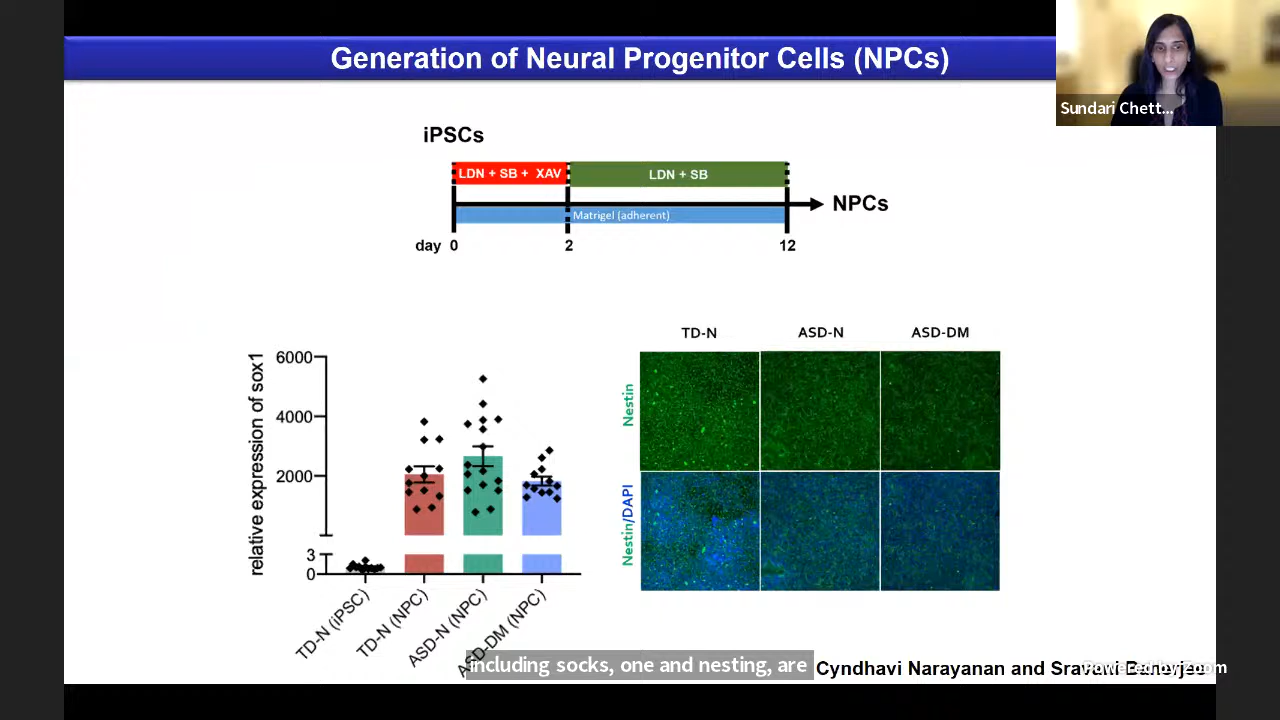 Generation of Neural Progenitor Cells (NPCs)
Sundari Chett...
iPSCs
LDN + SB + XAV
LDN + SB
NPCs
Matrigel (adherent)
day 0 2 12
TD-N ASD-N ASD-DM
Nestin
Nestin/DAPI
relative expression of sox1
6000
4000
2000
3
0
TD-N (iPSC)
TD-N (NPC)
ASD-N (NPC)
ASD-DM (NPC)
including socks, one and nesting, are
Cyndhavi Narayanan and Sravani Banerjee
Powered by Zoom